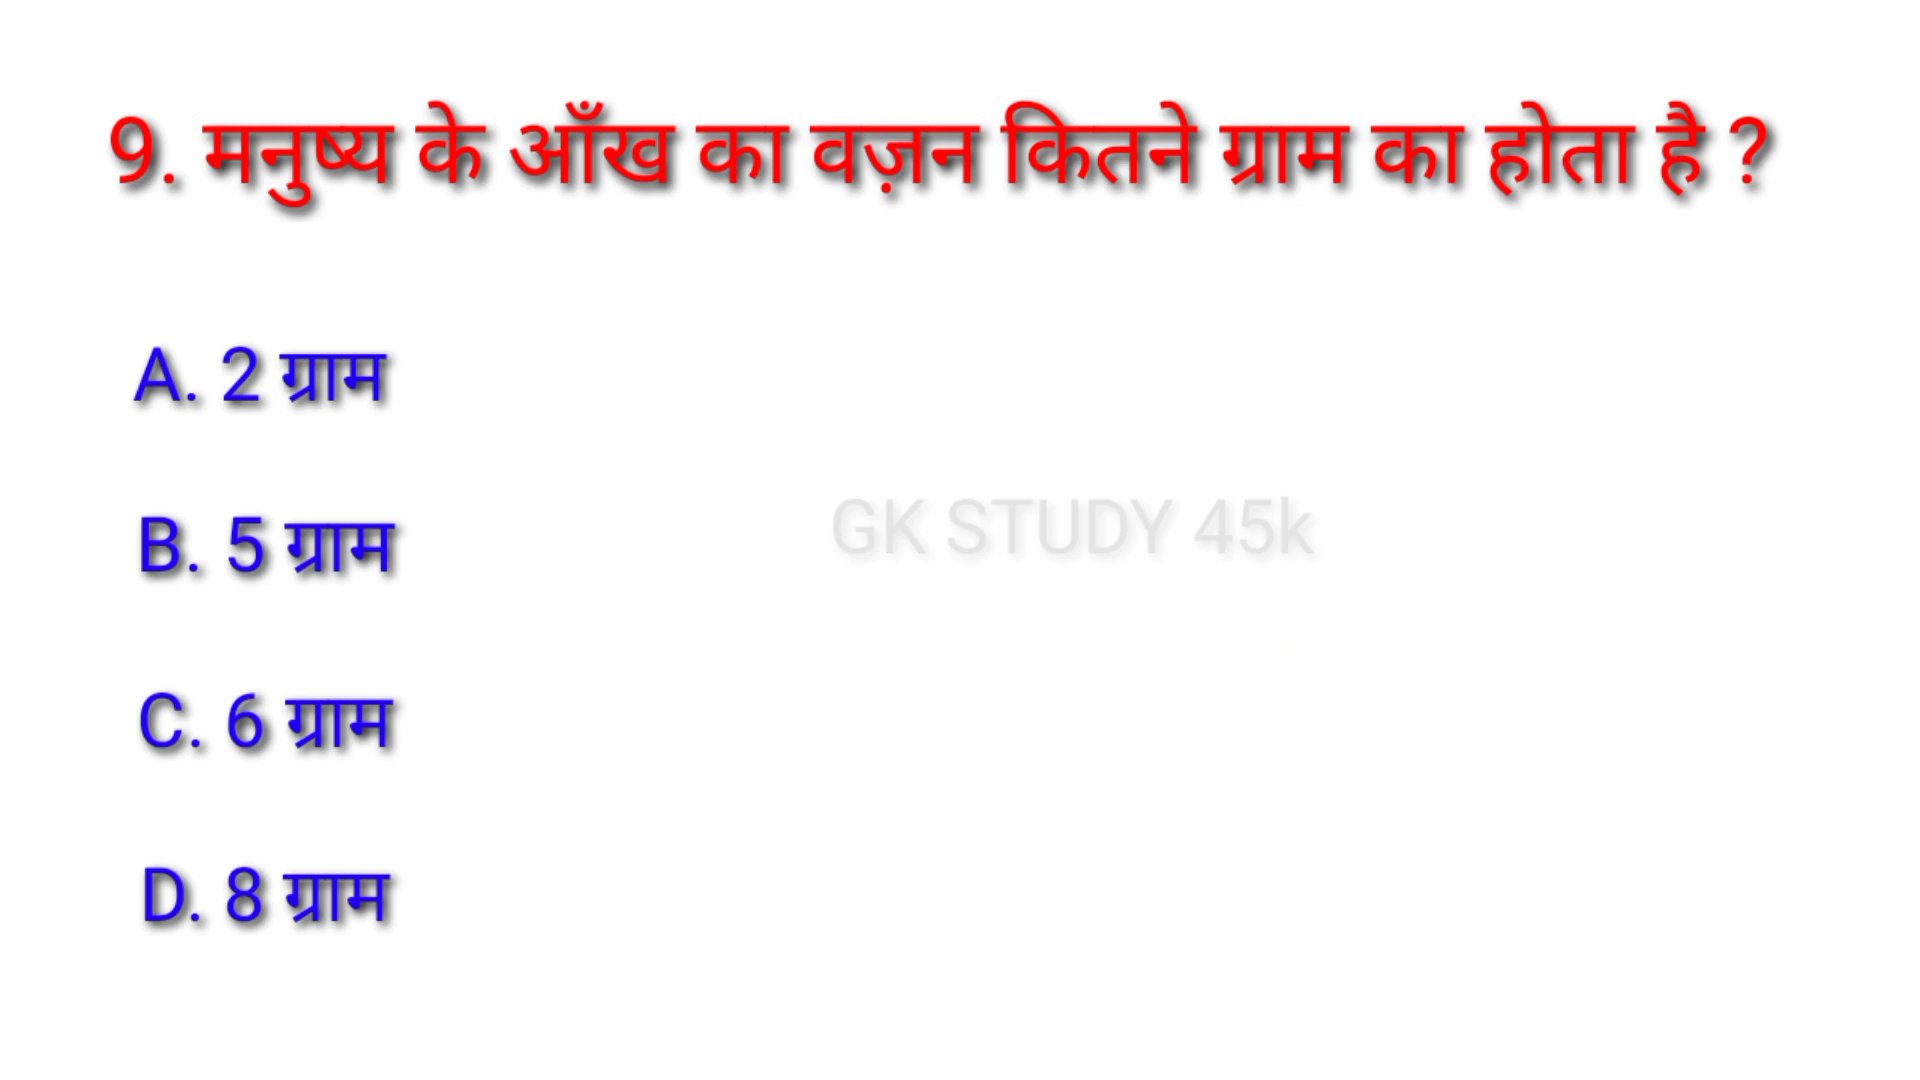 9. मनुष्य के आँख का वज़न कितने ग्राम का होता है ?
A. 2 ग्राम
B. 5 ग्राम
GK STUDY 45k
C. 6 ग्राम
D. 8 ग्राम